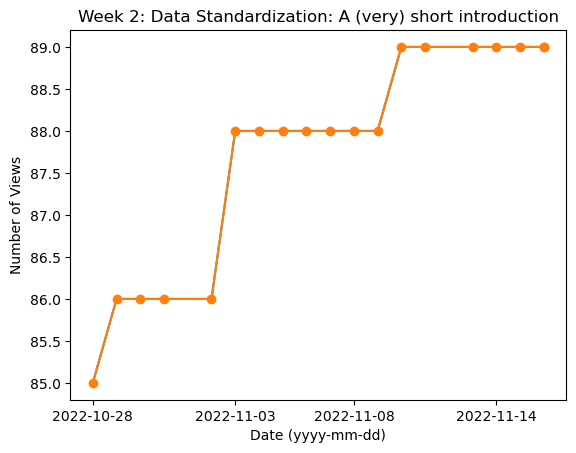 Week 2: Data Standardization: A (very) short introduction
89.0
88.5
88.0
87.5
87.0
86.5
86.0
85.5
85.0
Number of Views
2022-10-28 2022-11-03 2022-11-08 2022-11-14
Date (yyyy-mm-dd)